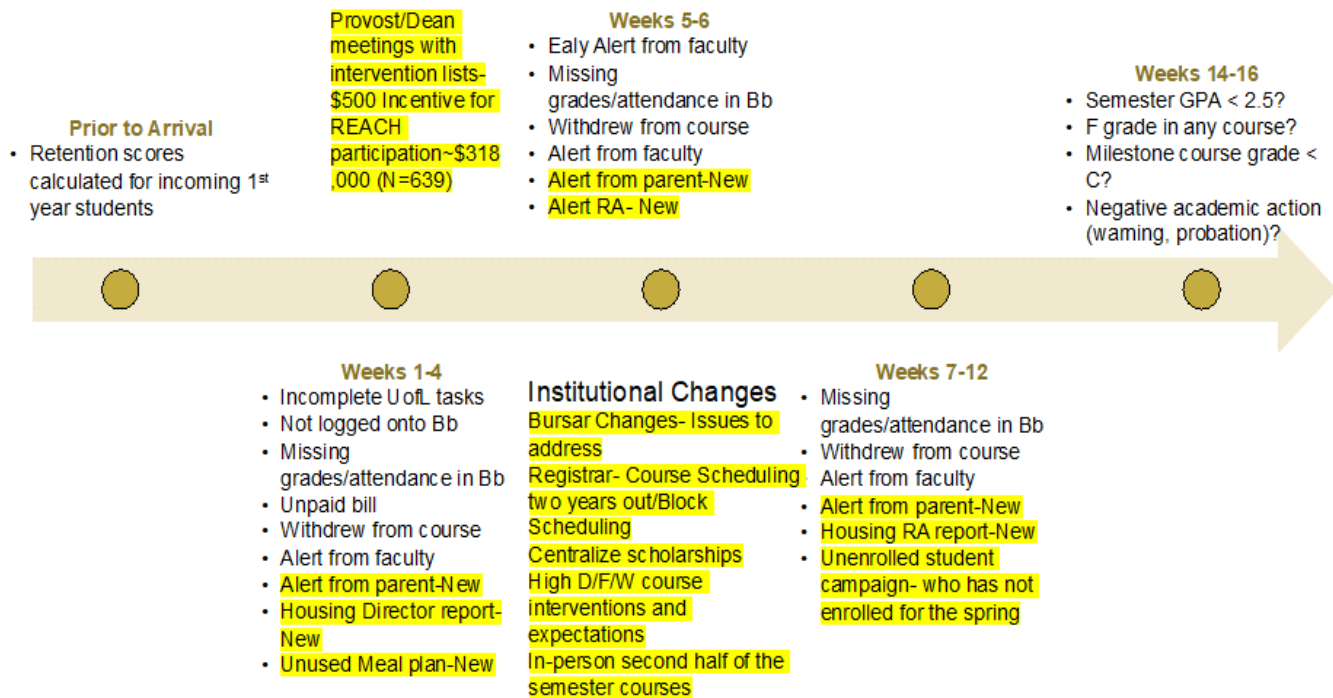 Prior to Arrival
• Retention scores
calculated for incoming 1st
year students
Provost/Dean
meetings with
intervention lists-
$500 Incentive for
REACH
participation~$318
,000 (N=639)
Weeks 5-6
• Ealy Alert from faculty
• Missing
grades/attendance in Bb
• Withdrew from course
• Alert from faculty
• Alert from parent-New
• Alert RA- New
Weeks 14-16
• Semester GPA < 2.5?
• F grade in any course?
• Milestone course grade <
C?
• Negative academic action
(warning, probation)?
Weeks 1-4
• Incomplete UofL tasks
• Not logged onto Bb
• Missing
grades/attendance in Bb
• Unpaid bill
• Withdrew from course
• Alert from faculty
• Alert from parent-New
• Housing Director report-
New
• Unused Meal plan-New
Institutional Changes
Bursar Changes- Issues to
address
Registrar- Course Scheduling
two years out/Block
Scheduling
Centralize scholarships
High D/F/W course
interventions and
expectations
In-person second half of the
semester courses
Weeks 7-12
• Missing
grades/attendance in Bb
• Withdrew from course
• Alert from faculty
• Alert from parent-New
• Housing RA report-New
• Unenrolled student
campaign- who has not
enrolled for the spring